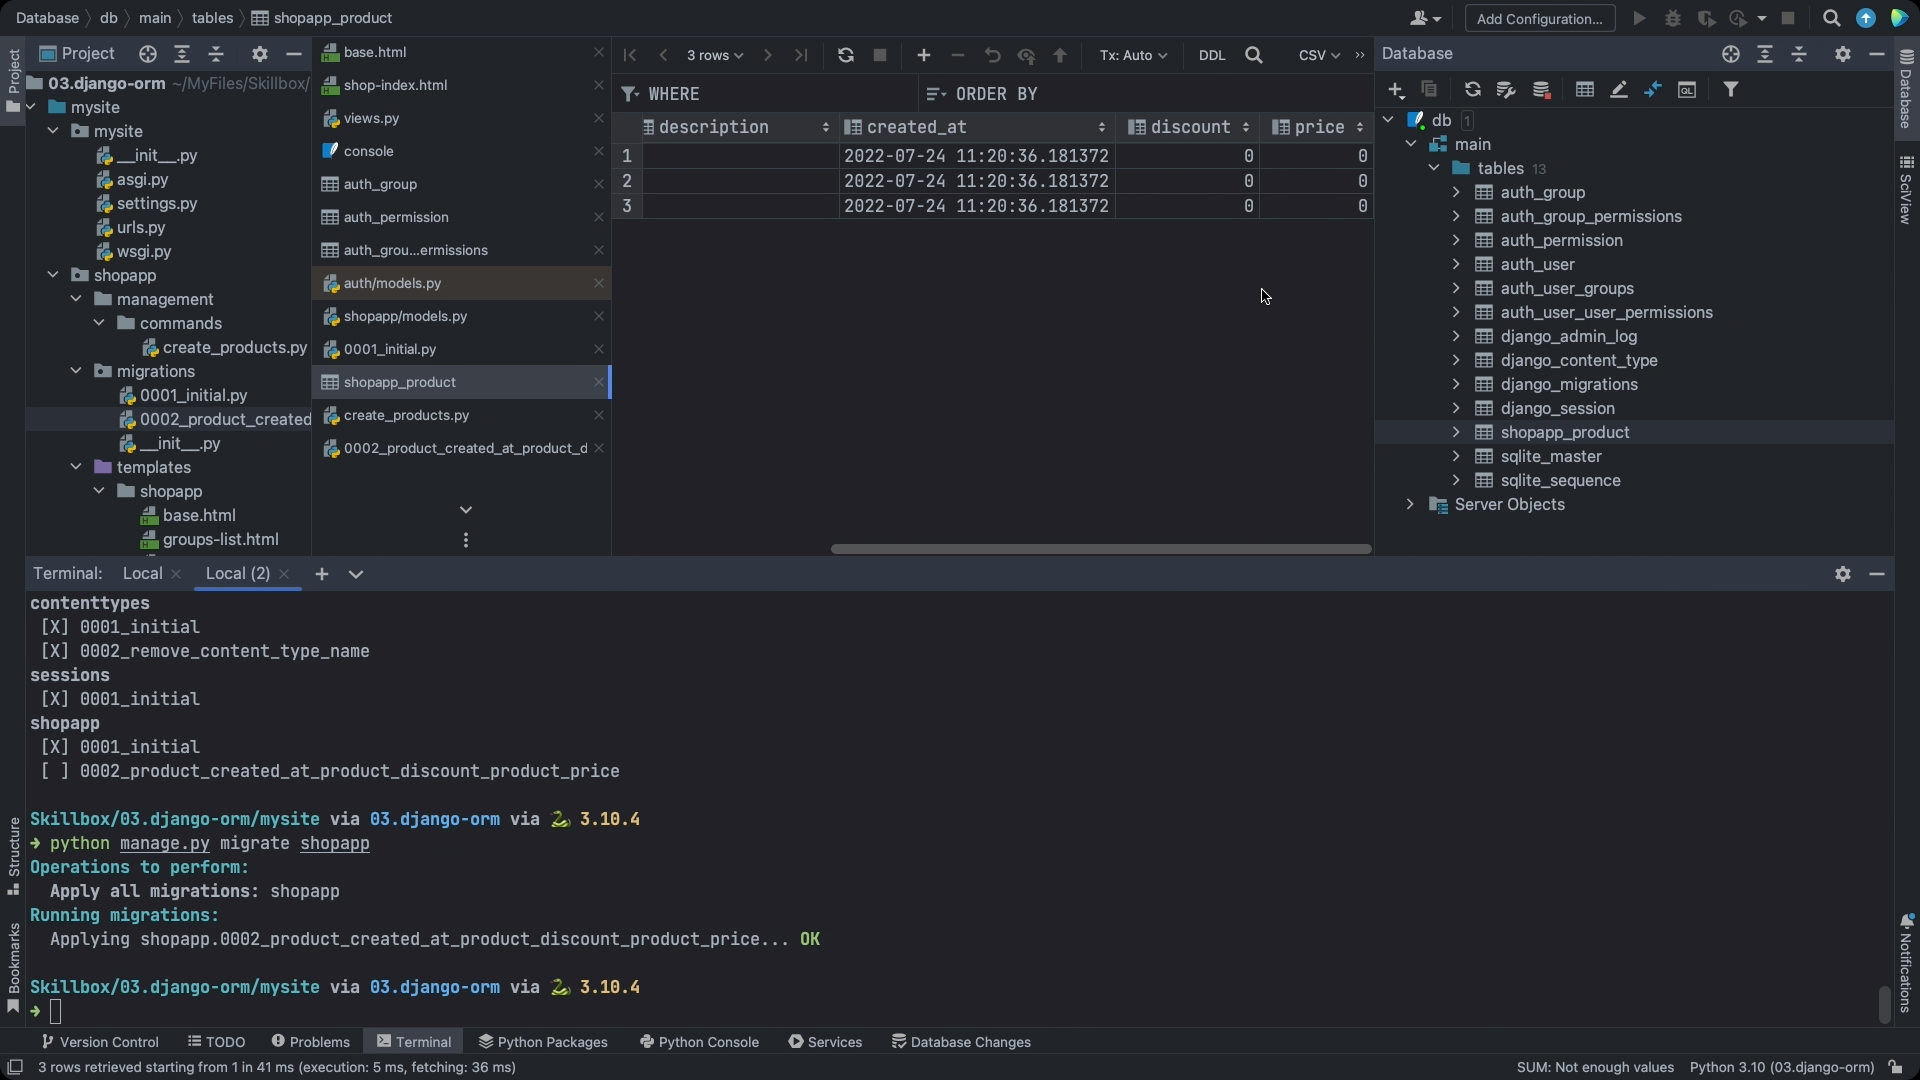 Database db main tables shopapp_product
Add Configuration...
Project
03.django-orm ~/MyFiles/Skillbox/
mysite
mysite
__init__.py
asgi.py
settings.py
urls.py
wsgi.py
shopapp
management
commands
create_products.py
migrations
0001_initial.py
0002_product_created
__init__.py
templates
shopapp
base.html
groups-list.html
base.html
shop-index.html
views.py
console
auth_group
auth_permission
auth_grou...ermissions
auth/models.py
shopapp/models.py
0001_initial.py
shopapp_product
create_products.py
0002_product_created_at_product_d
3 rows Tx: Auto DDL CSV
WHERE ORDER BY
description created_at discount price
1 2022-07-24 11:20:36.181372 0 0
2 2022-07-24 11:20:36.181372 0 0
3 2022-07-24 11:20:36.181372 0 0
Database
db 1
main
tables 13
auth_group
auth_group_permissions
auth_permission
auth_user
auth_user_groups
auth_user_user_permissions
django_admin_log
django_content_type
django_migrations
django_session
shopapp_product
sqlite_master
sqlite_sequence
Server Objects
Project
Structure
Bookmarks
Database
SciView
Notifications
Terminal: Local Local (2)
contenttypes
[X] 0001_initial
[X] 0002_remove_content_type_name
sessions
[X] 0001_initial
shopapp
[X] 0001_initial
[ ] 0002_product_created_at_product_discount_product_price
Skillbox/03.django-orm/mysite via 03.django-orm via 🐍 3.10.4
➜ python manage.py migrate shopapp
Operations to perform:
Apply all migrations: shopapp
Running migrations:
Applying shopapp.0002_product_created_at_product_discount_product_price... OK
Skillbox/03.django-orm/mysite via 03.django-orm via 🐍 3.10.4
➜
Version Control TODO Problems Terminal Python Packages Python Console Services Database Changes
3 rows retrieved starting from 1 in 41 ms (execution: 5 ms, fetching: 36 ms) SUM: Not enough values Python 3.10 (03.django-orm)